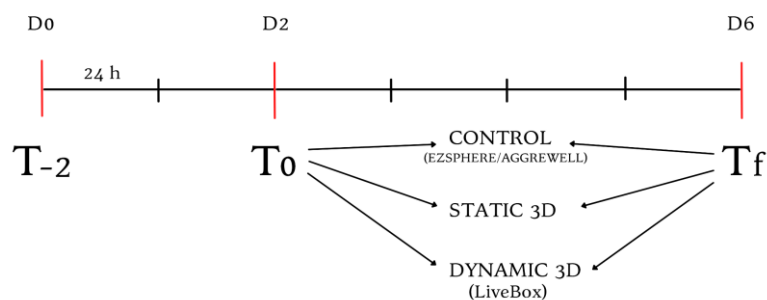 D0
D2
D6
24 h
T-2
T0
Tf
CONTROL
(EZSPHERE/AGGREWELL)
STATIC 3D
DYNAMIC 3D
(LiveBox)